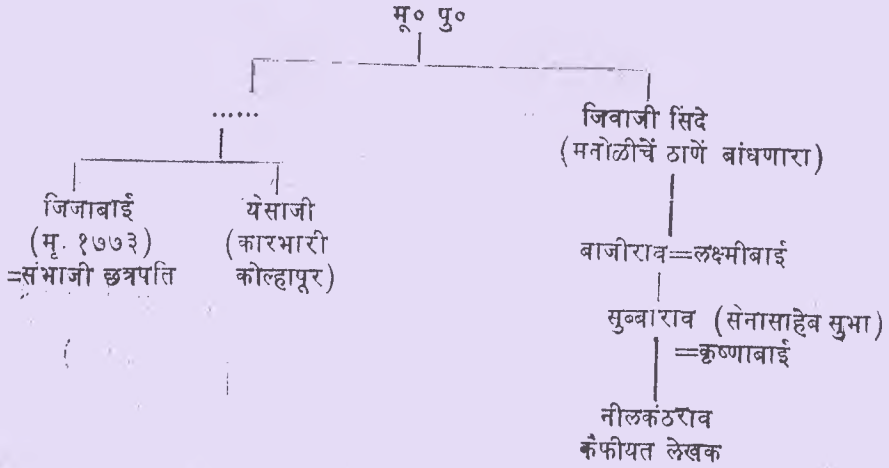 मू० पु०
......
जिवाजी सिंदे
(मनोळीचें ठाणें बांधणारा)
जिजाबाई
(मृ. १७७३)
=संभाजी छत्रपति
येसाजी
(कारभारी
कोल्हापूर)
बाजीराव=लक्ष्मीबाई
सुब्बाराव (सेनासाहेब सुभा)
=कृष्णाबाई
नीलकंठराव
कैफीयत लेखक